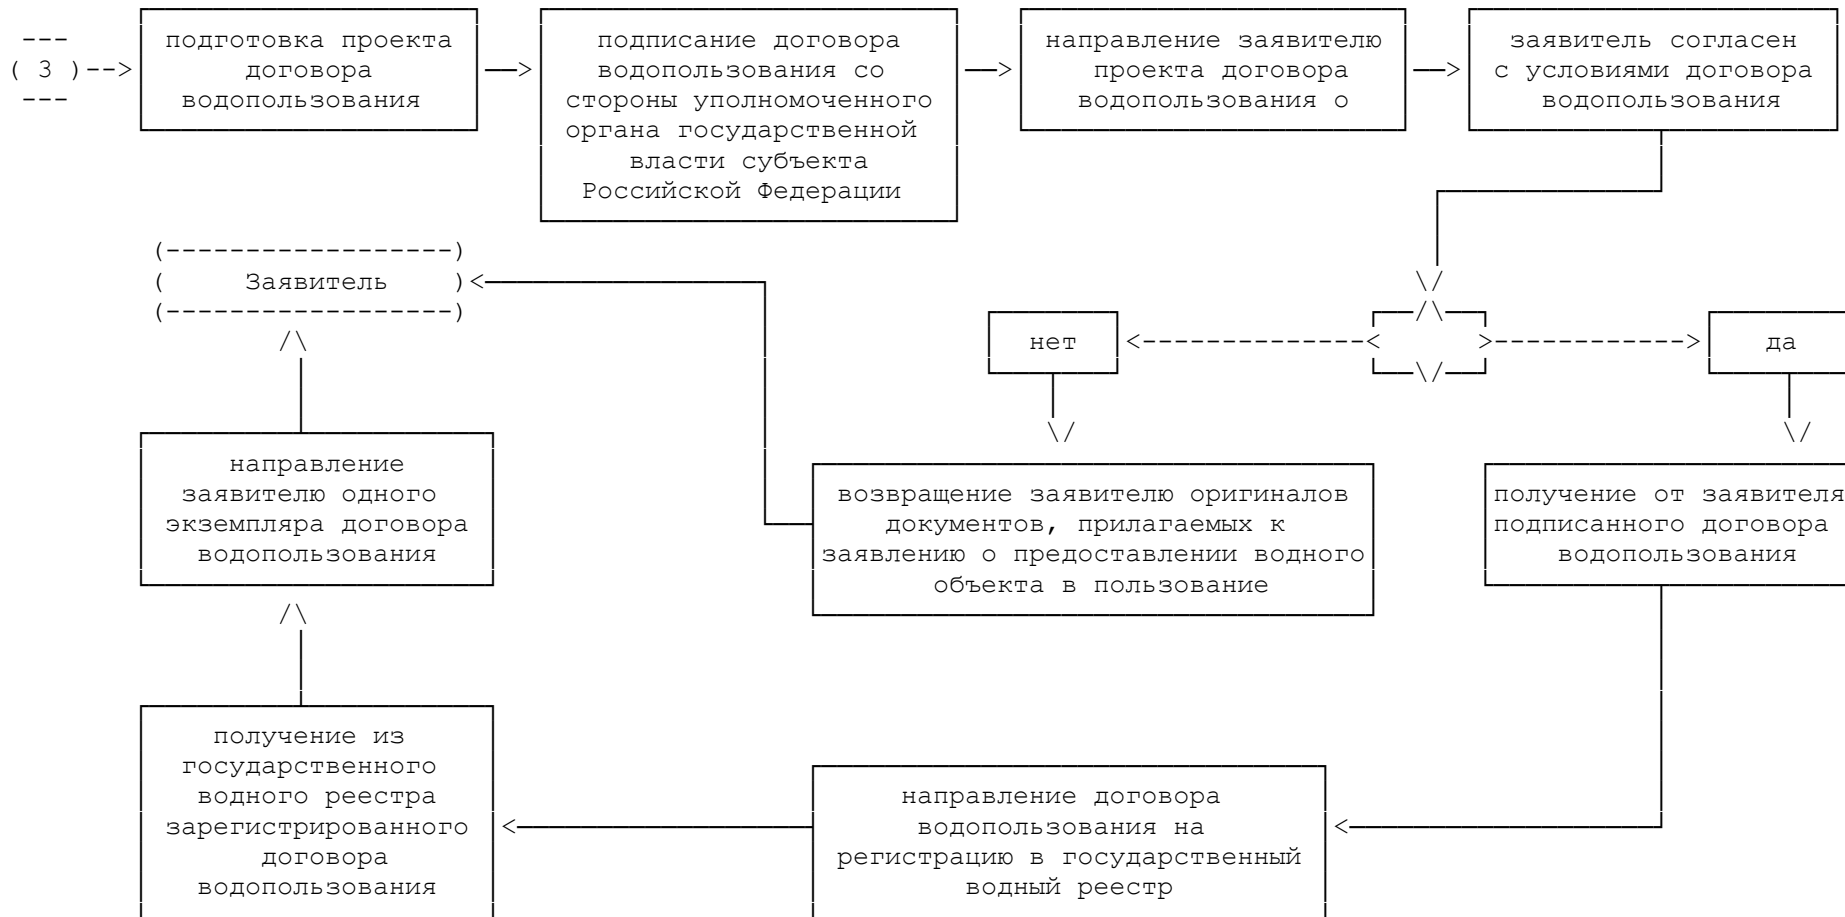 ( 3 )
подготовка проекта
договора
водопользования
подписание договора
водопользования со
стороны уполномоченного
органа государственной
власти субъекта
Российской Федерации
направление заявителю
проекта договора
водопользования о
заявитель согласен
с условиями договора
водопользования
Заявитель
нет
да
направление
заявителю одного
экземпляра договора
водопользования
возвращение заявителю оригиналов
документов, прилагаемых к
заявлению о предоставлении водного
объекта в пользование
получение от заявителя
подписанного договора
водопользования
получение из
государственного
водного реестра
зарегистрированного
договора
водопользования
направление договора
водопользования на
регистрацию в государственный
водный реестр